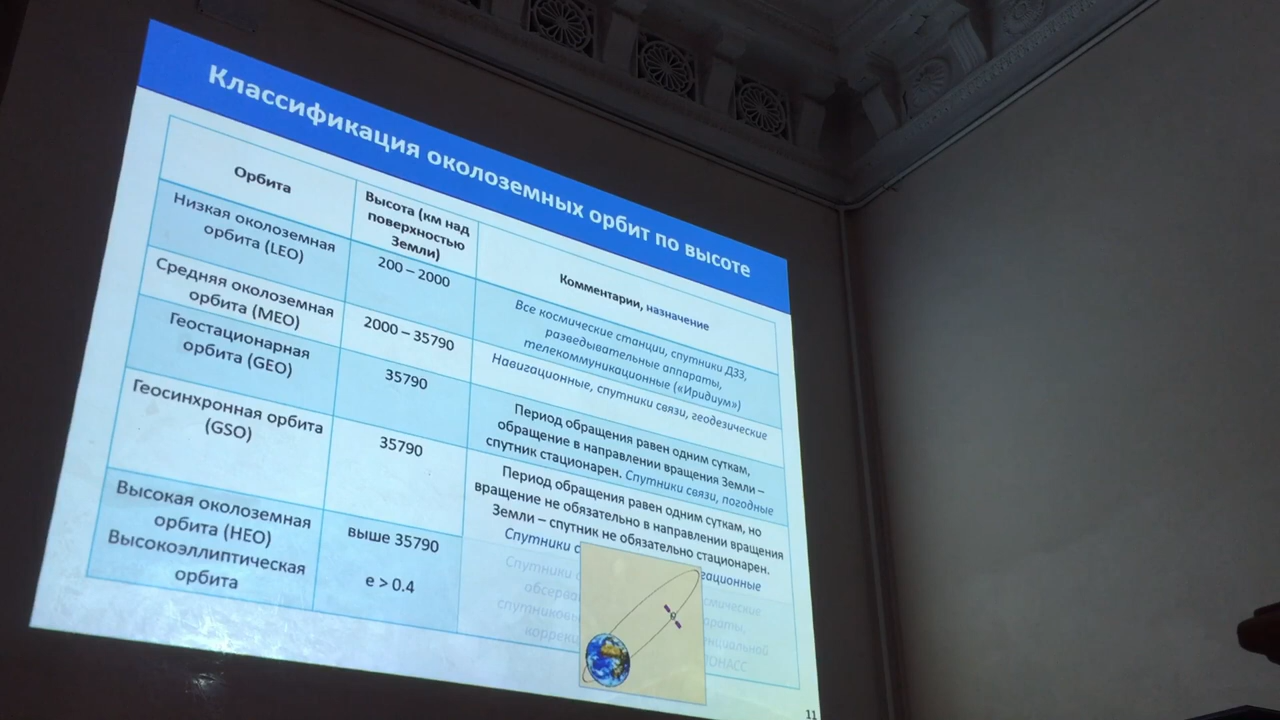 Классификация околоземных орбит по высоте
Орбита
Высота (км над
поверхностью
Земли)
Комментарии, назначение
Низкая околоземная
орбита (LEO)
200 – 2000
Все космические станции, спутники ДЗЗ,
разведывательные аппараты,
телекоммуникационные («Иридиум»)
Средняя околоземная
орбита (MEO)
2000 – 35790
Навигационные, спутники связи, геодезические
Геостационарная
орбита (GEO)
35790
Период обращения равен одним суткам,
обращение в направлении вращения Земли –
спутник стационарен. Спутники связи, погодные
Геосинхронная орбита
(GSO)
35790
Период обращения равен одним суткам, но
вращение не обязательно в направлении вращения
Земли – спутник не обязательно стационарен.
Спутники
Высокая околоземная
орбита (HEO)
Высокоэллиптическая
орбита
выше 35790
e > 0.4
Спутники
11